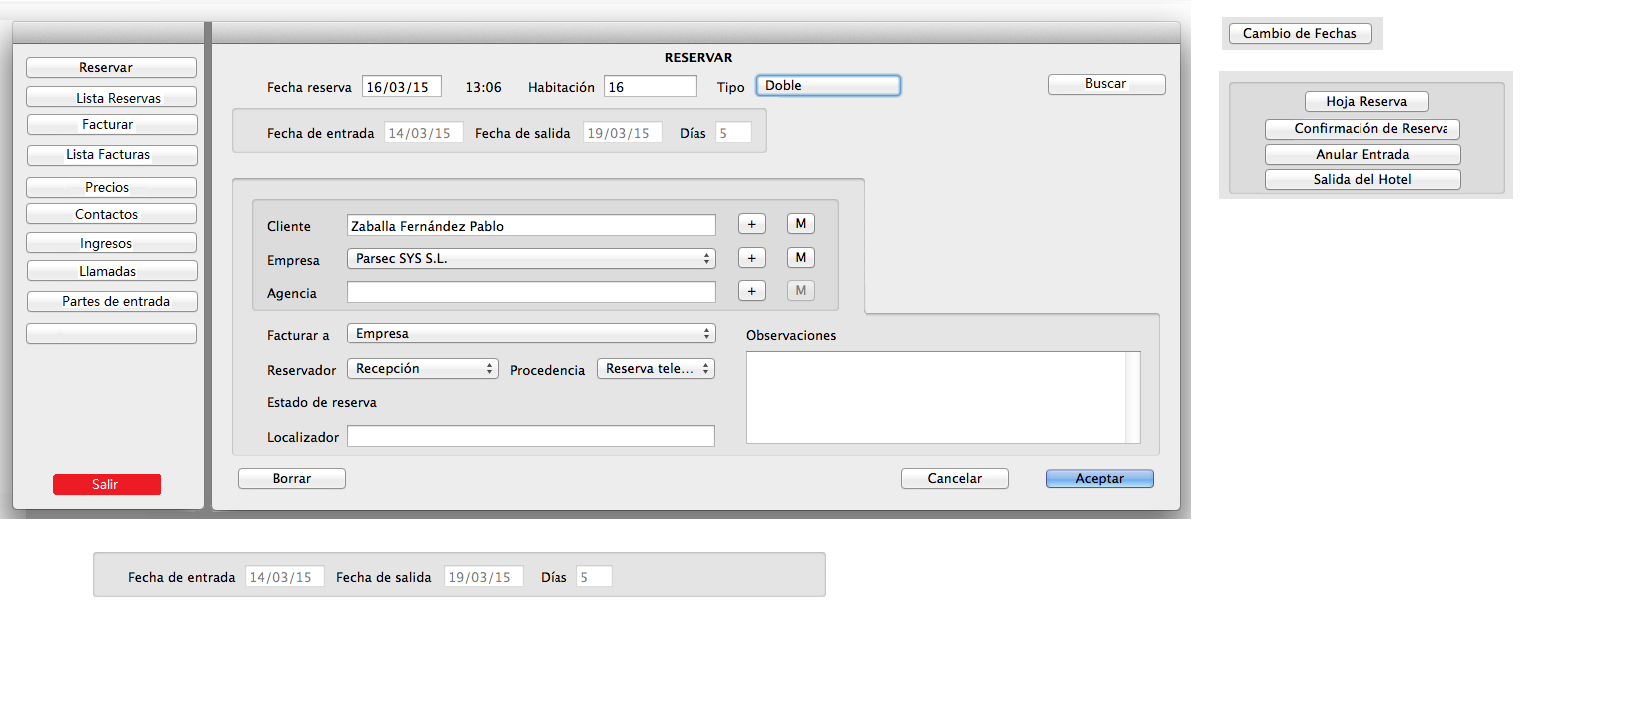 Reservar
Lista Reservas
Facturar
Lista Facturas
Precios
Contactos
Ingresos
Llamadas
Partes de entrada
Salir
RESERVAR
Fecha reserva 16/03/15 13:06 Habitación 16 Tipo Doble Buscar
Fecha de entrada 14/03/15 Fecha de salida 19/03/15 Días 5
Cliente Zaballa Fernández Pablo + M
Empresa Parsec SYS S.L. + M
Agencia + M
Facturar a Empresa Observaciones
Reservador Recepción Procedencia Reserva tele...
Estado de reserva
Localizador
Borrar Cancelar Aceptar
Cambio de Fechas
Hoja Reserva
Confirmación de Reserva
Anular Entrada
Salida del Hotel
Fecha de entrada 14/03/15 Fecha de salida 19/03/15 Días 5